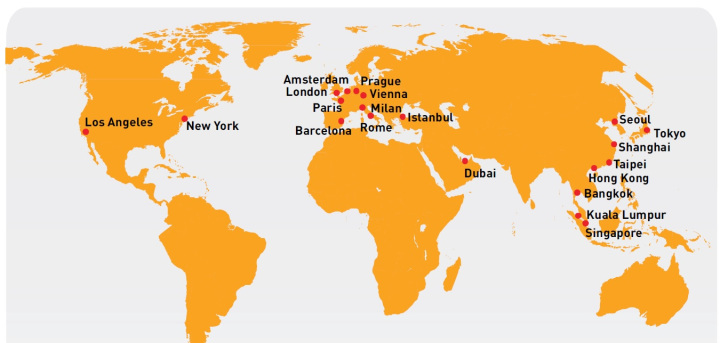 Amsterdam
Prague
London
Vienna
Paris
Milan
Istanbul
Barcelona
Rome
Los Angeles
New York
Dubai
Seoul
Tokyo
Shanghai
Taipei
Hong Kong
Bangkok
Kuala Lumpur
Singapore